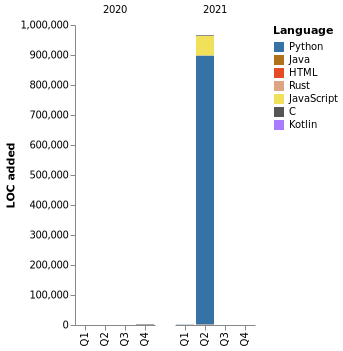 2020 2021
1,000,000
900,000
800,000
700,000
600,000
500,000
400,000
300,000
200,000
100,000
0
LOC added
Q1 Q2 Q3 Q4 Q1 Q2 Q3 Q4
Language
Python
Java
HTML
Rust
JavaScript
C
Kotlin